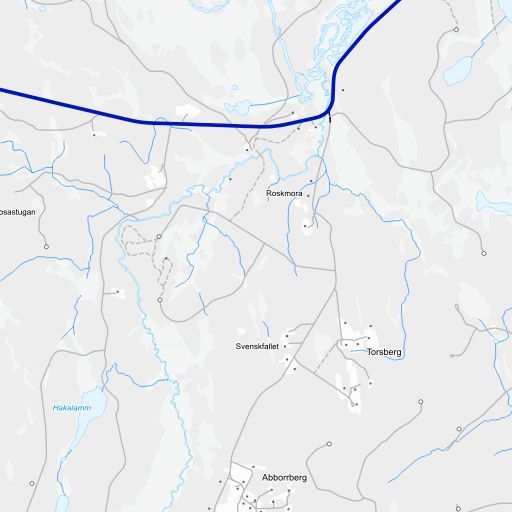 Roskmora
osastugan
Svenskfallet
Torsberg
Hakalamm
Abborrberg